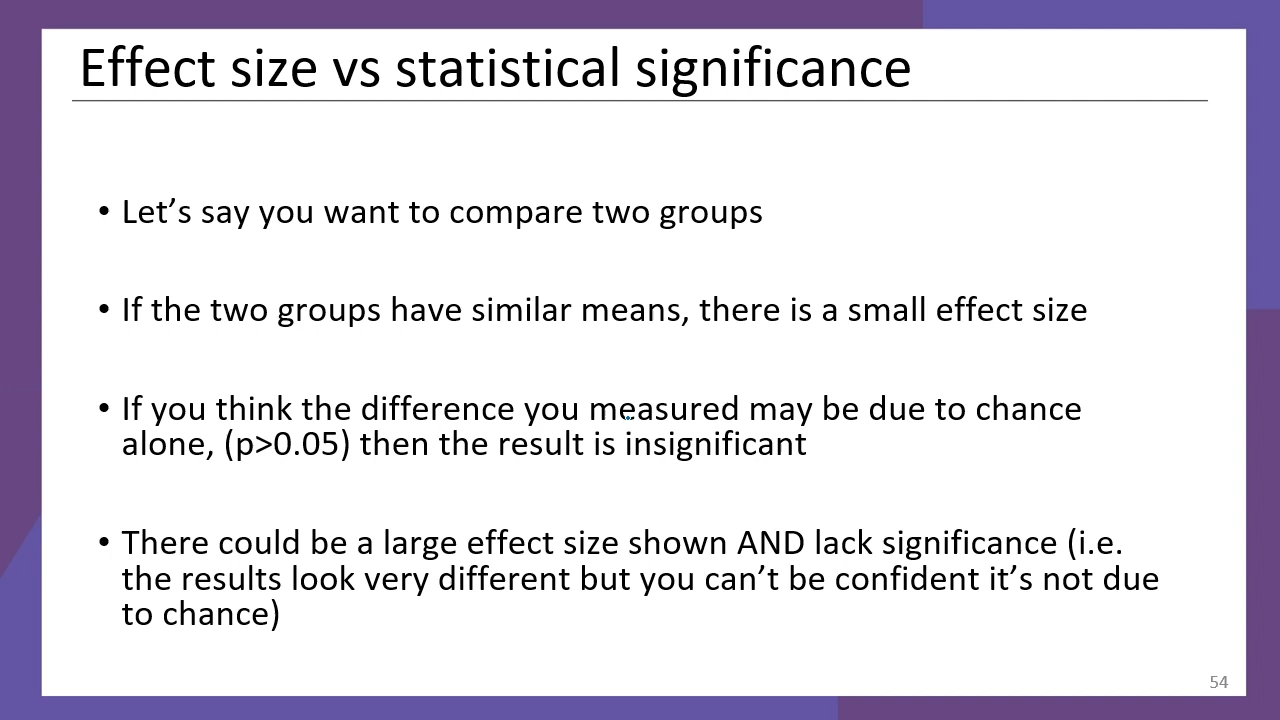 Effect size vs statistical significance
• Let’s say you want to compare two groups
• If the two groups have similar means, there is a small effect size
• If you think the difference you measured may be due to chance
alone, (p>0.05) then the result is insignificant
• There could be a large effect size shown AND lack significance (i.e.
the results look very different but you can’t be confident it’s not due
to chance)
54